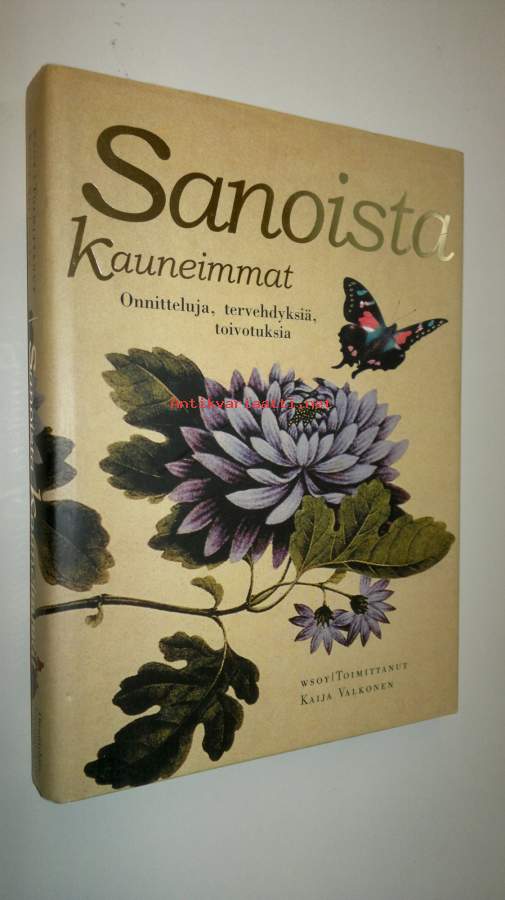 Sanoista
kauneimmat
Onnitteluja, tervehdyksiä,
toivotuksia
Antikvariaatti.net
WSOY/TOIMITTANUT
KAIJA VALKONEN